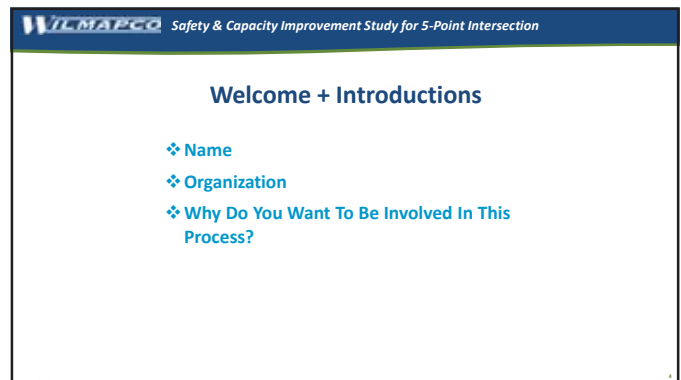 WILMAPCO Safety & Capacity Improvement Study for 5-Point Intersection
Welcome + Introductions
❖ Name
❖ Organization
❖ Why Do You Want To Be Involved In This
Process?